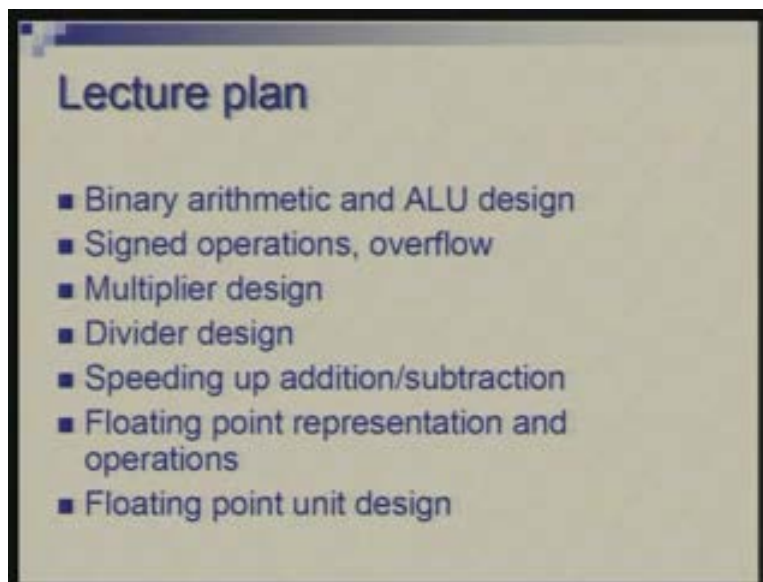 Lecture plan
Binary arithmetic and ALU design
Signed operations, overflow
Multiplier design
Divider design
Speeding up addition/subtraction
Floating point representation and
operations
Floating point unit design